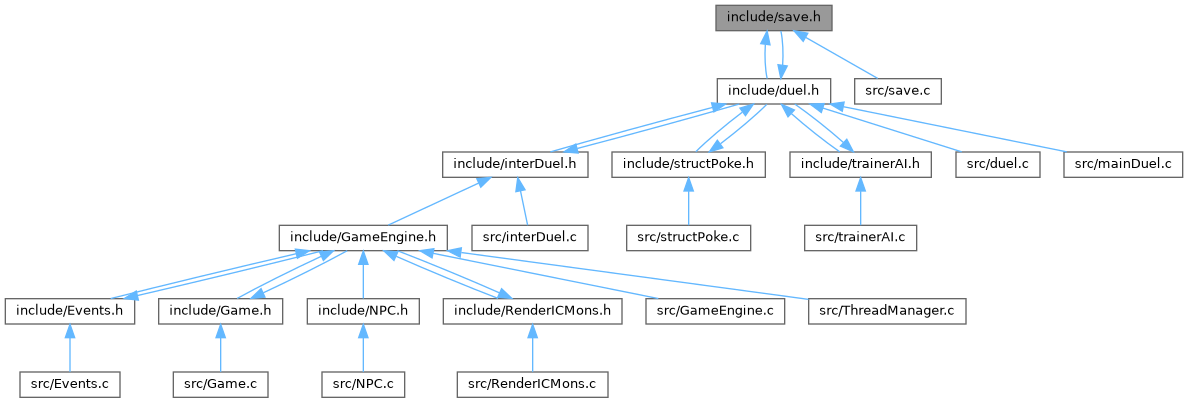 include/save.h
include/duel.h
src/save.c
include/interDuel.h
include/structPoke.h
include/trainerAI.h
src/duel.c
src/mainDuel.c
include/GameEngine.h
src/interDuel.c
src/structPoke.c
src/trainerAI.c
include/Events.h
include/Game.h
include/NPC.h
include/RenderICMons.h
src/GameEngine.c
src/ThreadManager.c
src/Events.c
src/Game.c
src/NPC.c
src/RenderICMons.c